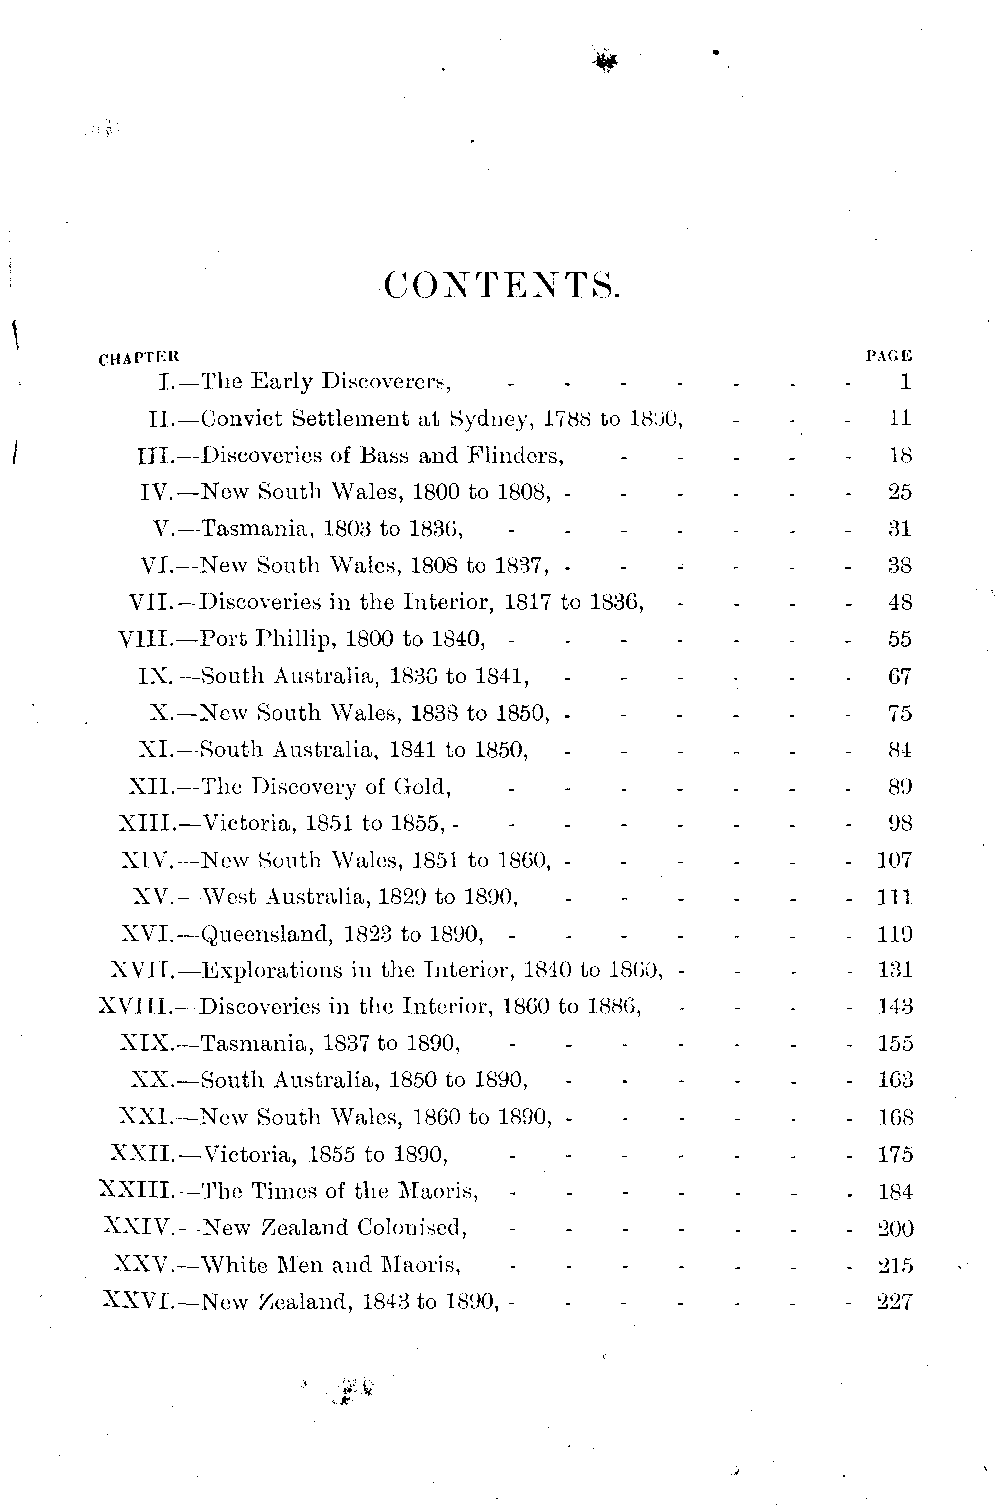 CONTENTS.
CHAPTER PAGE
I.—The Early Discoverers, - - - - - - - 1
II.—Convict Settlement at Sydney, 1788 to 1800, - - - 11
III.—Discoveries of Bass and Flinders, - - - - - 18
IV.—New South Wales, 1800 to 1808, - - - - - - 25
V.—Tasmania, 1803 to 1836, - - - - - - - 31
VI.—New South Wales, 1808 to 1837, - - - - - - 38
VII.—Discoveries in the Interior, 1817 to 1836, - - - - 48
VIII.—Port Phillip, 1800 to 1840, - - - - - - - 55
IX.—South Australia, 1836 to 1841, - - - - - - 67
X.—New South Wales, 1838 to 1850, - - - - - - 75
XI.—South Australia, 1841 to 1850, - - - - - - 84
XII.—The Discovery of Gold, - - - - - - - 89
XIII.—Victoria, 1851 to 1855, - - - - - - - - 98
XIV.—New South Wales, 1851 to 1860, - - - - - - 107
XV.—West Australia, 1829 to 1890, - - - - - - 111
XVI.—Queensland, 1823 to 1890, - - - - - - - 119
XVII.—Explorations in the Interior, 1840 to 1860, - - - - 131
XVIII.—Discoveries in the Interior, 1860 to 1886, - - - - 143
XIX.—Tasmania, 1837 to 1890, - - - - - - - 155
XX.—South Australia, 1850 to 1890, - - - - - - 163
XXI.—New South Wales, 1860 to 1890, - - - - - - 168
XXII.—Victoria, 1855 to 1890, - - - - - - - 175
XXIII.—The Times of the Maoris, - - - - - - - 184
XXIV.—New Zealand Colonised, - - - - - - - 200
XXV.—White Men and Maoris, - - - - - - - 215
XXVI.—New Zealand, 1843 to 1890, - - - - - - - 227